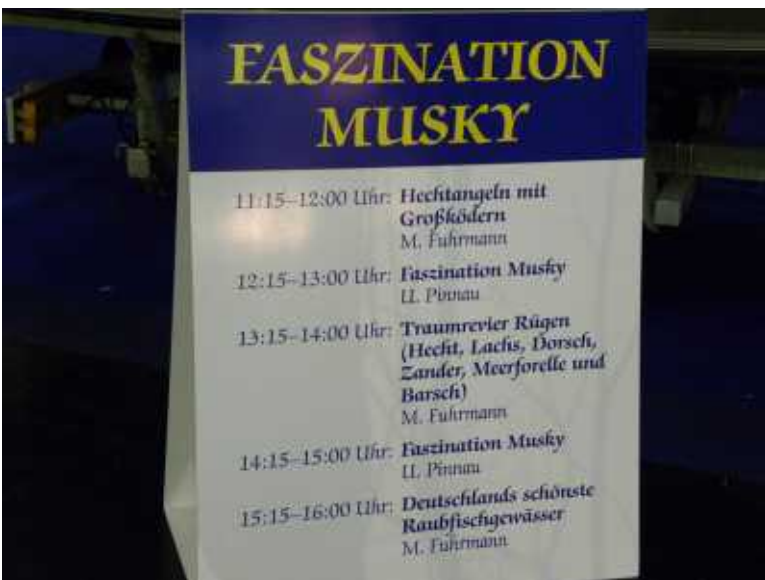 FASZINATION
MUSKY
11:15–12:00 Uhr: Hechtangeln mit
Großködern
M. Fuhrmann
12:15–13:00 Uhr: Faszination Musky
U. Pinnau
13:15–14:00 Uhr: Traumrevier Rügen
(Hecht, Lachs, Dorsch,
Zander, Meerforelle und
Barsch)
M. Fuhrmann
14:15–15:00 Uhr: Faszination Musky
U. Pinnau
15:15–16:00 Uhr: Deutschlands schönste
Raubfischgewässer
M. Fuhrmann